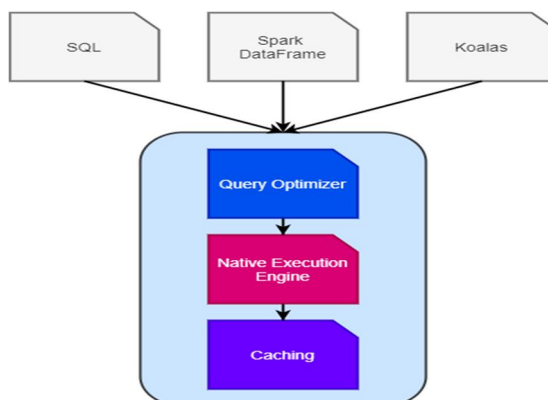 SQL
Spark
DataFrame
Koalas
Query Optimizer
Native Execution
Engine
Caching